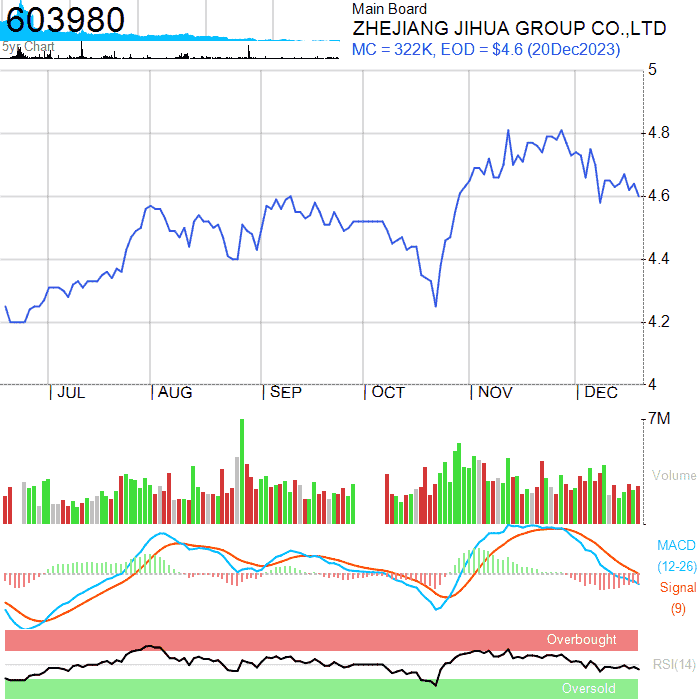 603980
5yr Chart
Main Board
ZHEJIANG JIHUA GROUP CO.,LTD
MC = 322K, EOD = $4.6 (20Dec2023)
5
4.8
4.6
4.4
4.2
4
JUL AUG SEP OCT NOV DEC
7M
Volume
MACD
(12-26)
Signal
(9)
Overbought
RSI(14)
Oversold